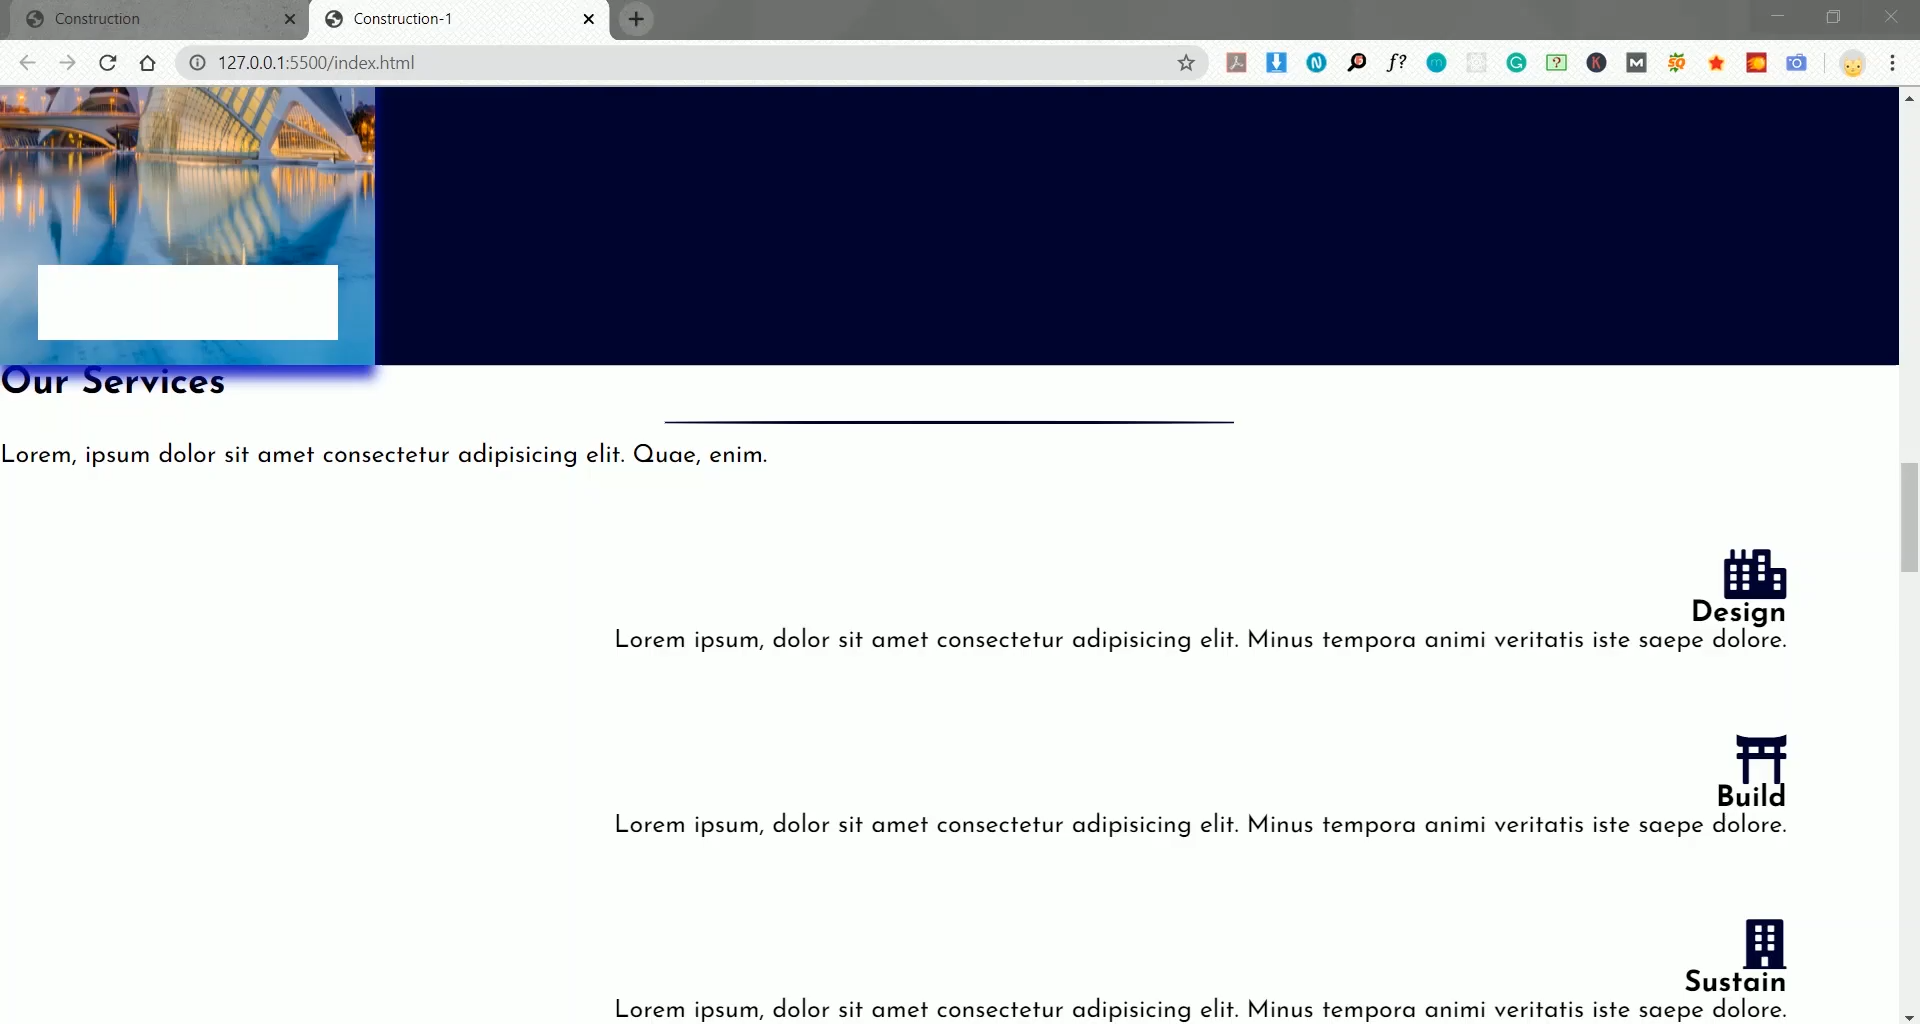 Construction
Construction-1
127.0.0.1:5500/index.html
Our Services
Lorem, ipsum dolor sit amet consectetur adipisicing elit. Quae, enim.
Design
Lorem ipsum, dolor sit amet consectetur adipisicing elit. Minus tempora animi veritatis iste saepe dolore.
Build
Lorem ipsum, dolor sit amet consectetur adipisicing elit. Minus tempora animi veritatis iste saepe dolore.
Sustain
Lorem ipsum, dolor sit amet consectetur adipisicing elit. Minus tempora animi veritatis iste saepe dolore.